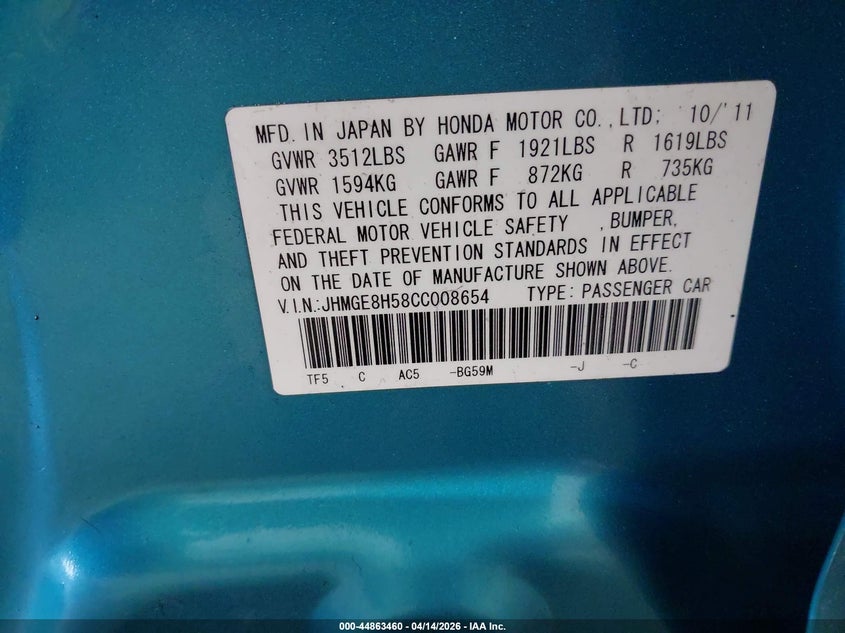 MFD. IN JAPAN BY HONDA MOTOR CO., LTD: 10/'11
GVWR 3512LBS GAWR F 1921LBS R 1619LBS
GVWR 1594KG GAWR F 872KG R 735KG
THIS VEHICLE CONFORMS TO ALL APPLICABLE
FEDERAL MOTOR VEHICLE SAFETY , BUMPER,
AND THEFT PREVENTION STANDARDS IN EFFECT
ON THE DATE OF MANUFACTURE SHOWN ABOVE.
V.I.N.:JHMGE8H58CC008654 TYPE: PASSENGER CAR
TF5 C AC5 -BG59M -J -C
000-44863460 - 04/14/2026 - IAA Inc.